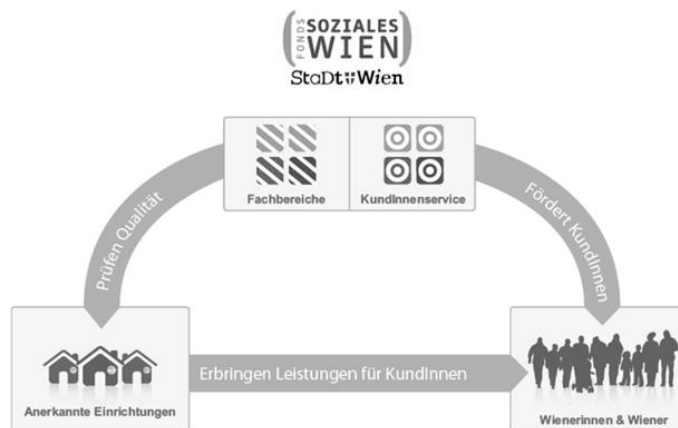 FONDS
SOZIALES
WIEN
StaDt Wien
Fachbereiche
KundInnenservice
Prüfen Qualität
Fördert KundInnen
Erbringen Leistungen für KundInnen
Anerkannte Einrichtungen
Wienerinnen & Wiener